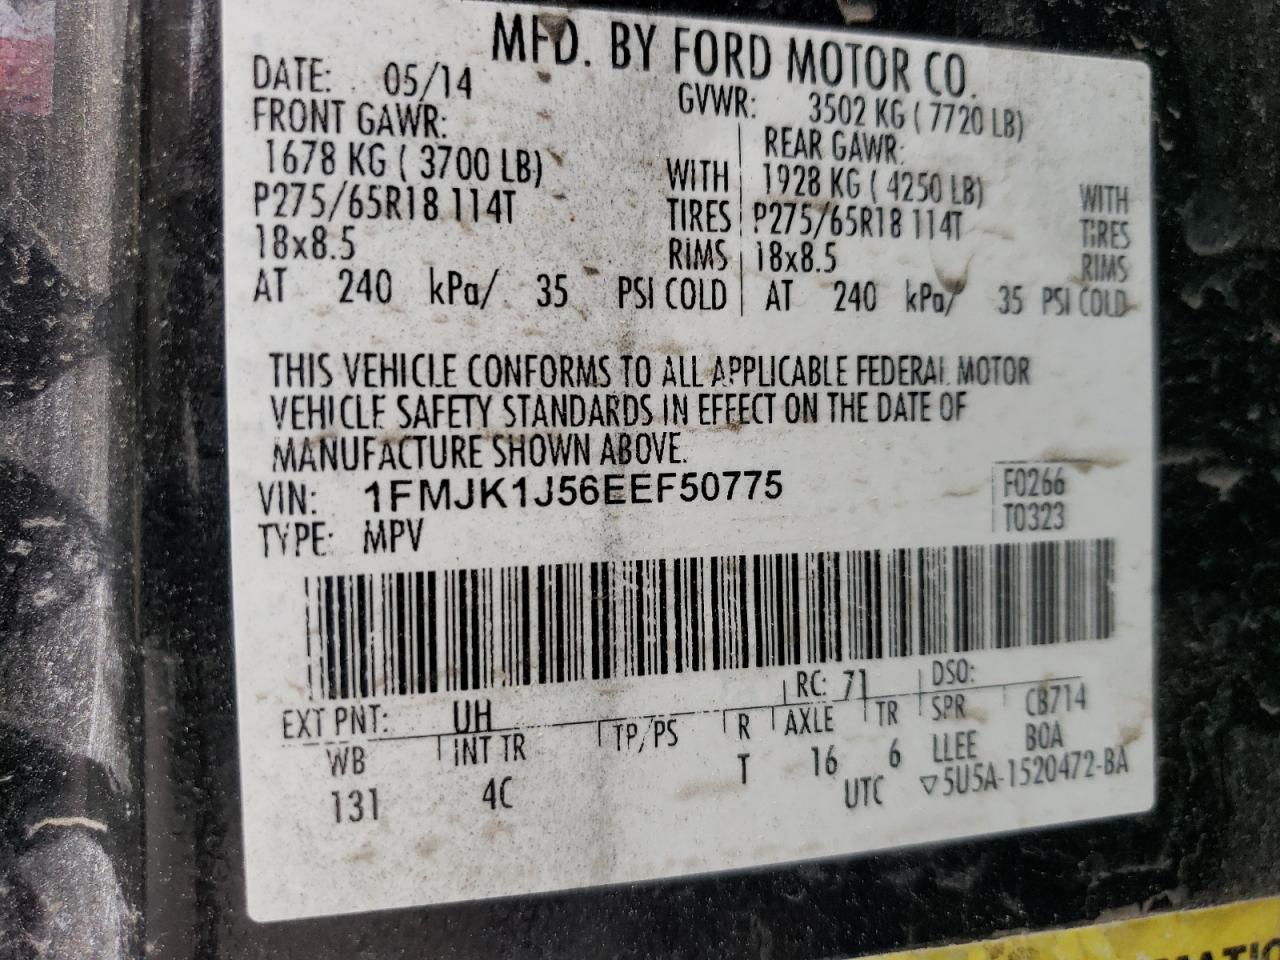 MFD. BY FORD MOTOR CO.
DATE: 05/14 GVWR: 3502 KG ( 7720 LB)
FRONT GAWR: REAR GAWR:
1678 KG ( 3700 LB) WITH 1928 KG ( 4250 LB) WITH
P275/65R18 114T TIRES P275/65R18 114T TIRES
18x8.5 RIMS 18x8.5 RIMS
AT 240 kPa/ 35 PSI COLD AT 240 kPa/ 35 PSI COLD
THIS VEHICLE CONFORMS TO ALL APPLICABLE FEDERAL MOTOR
VEHICLE SAFETY STANDARDS IN EFFECT ON THE DATE OF
MANUFACTURE SHOWN ABOVE.
VIN: 1FMJK1J56EEF50775 F0266
TYPE: MPV T0323
EXT PNT: UH RC: 71 DSO:
WB INT TR TP/PS R AXLE TR SPR CB714
131 4C T 16 6 LLEE B0A
UTC ▽5U5A-1520472-BA